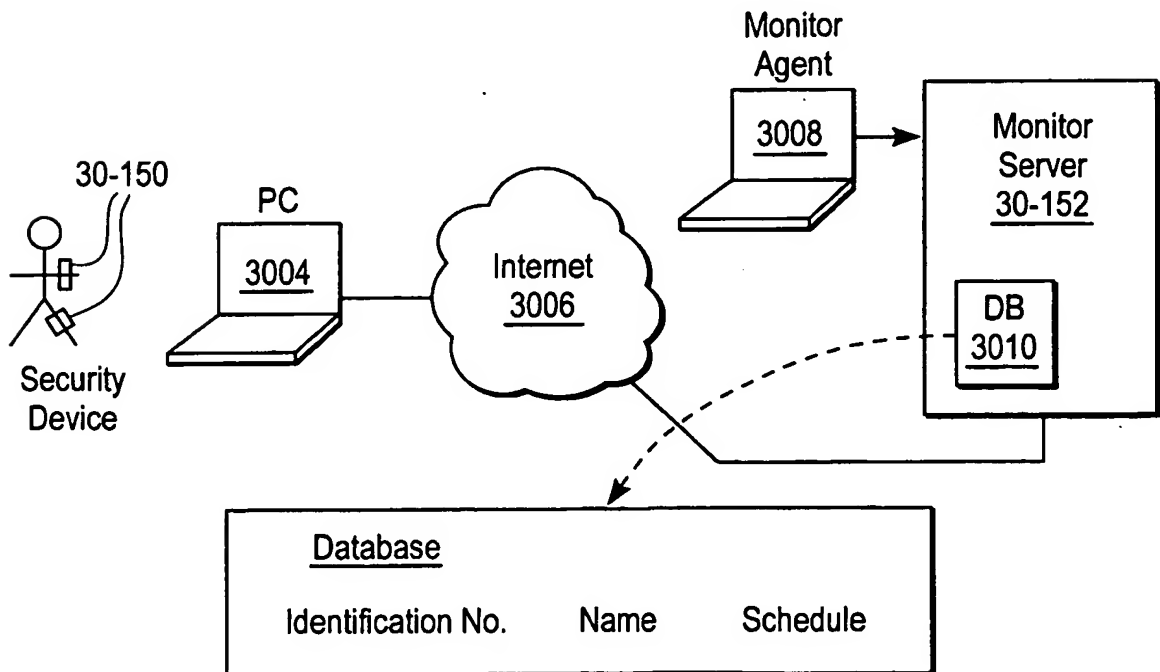 Monitor
Agent
3008
Monitor
Server
30-152
30-150
PC
3004
Internet
3006
DB
3010
Security
Device
Database
Identification No. Name Schedule